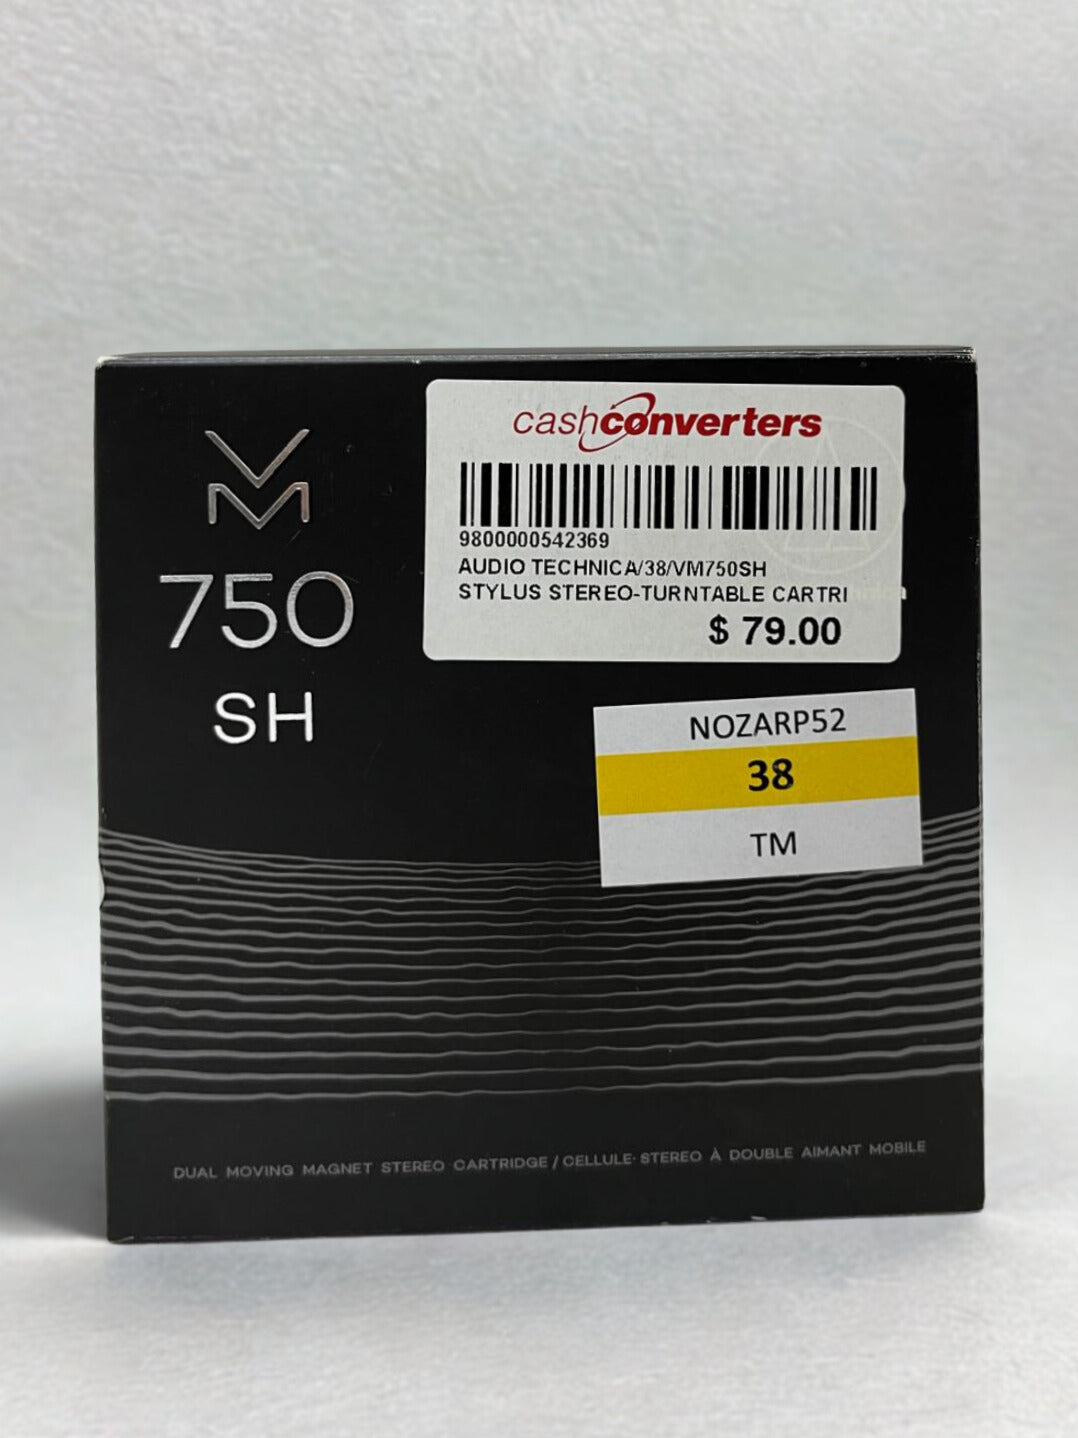 VM
750
SH
cashconverters
9800000542369
AUDIO TECHNICA/38/VM750SH
STYLUS STEREO-TURNTABLE CARTRI
$ 79.00
NOZARP52
38
TM
DUAL MOVING MAGNET STEREO CARTRIDGE / CELLULE STEREO À DOUBLE AIMANT MOBILE